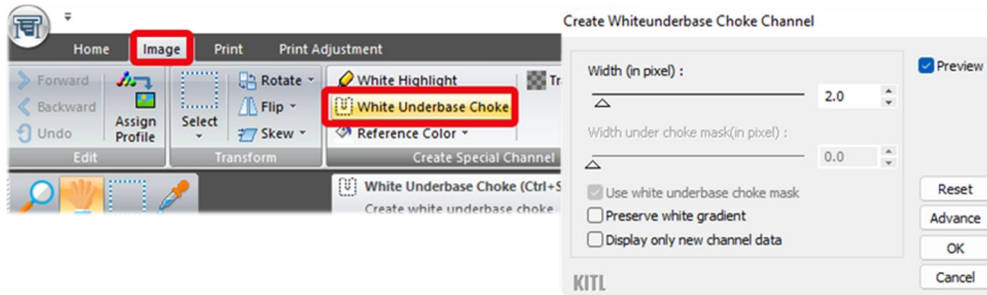 Home Image Print Print Adjustment
Forward
Backward
Undo
Assign
Profile
Edit
Select
Rotate
Flip
Skew
Transform
White Highlight
White Underbase Choke
Reference Color
Create Special Channel
White Underbase Choke (Ctrl+S
Create white underbase choke
Create Whiteunderbase Choke Channel
Width (in pixel) :
2.0
Width under choke mask(in pixel) :
0.0
Use white underbase choke mask
Preserve white gradient
Display only new channel data
KITL
Preview
Reset
Advance
OK
Cancel